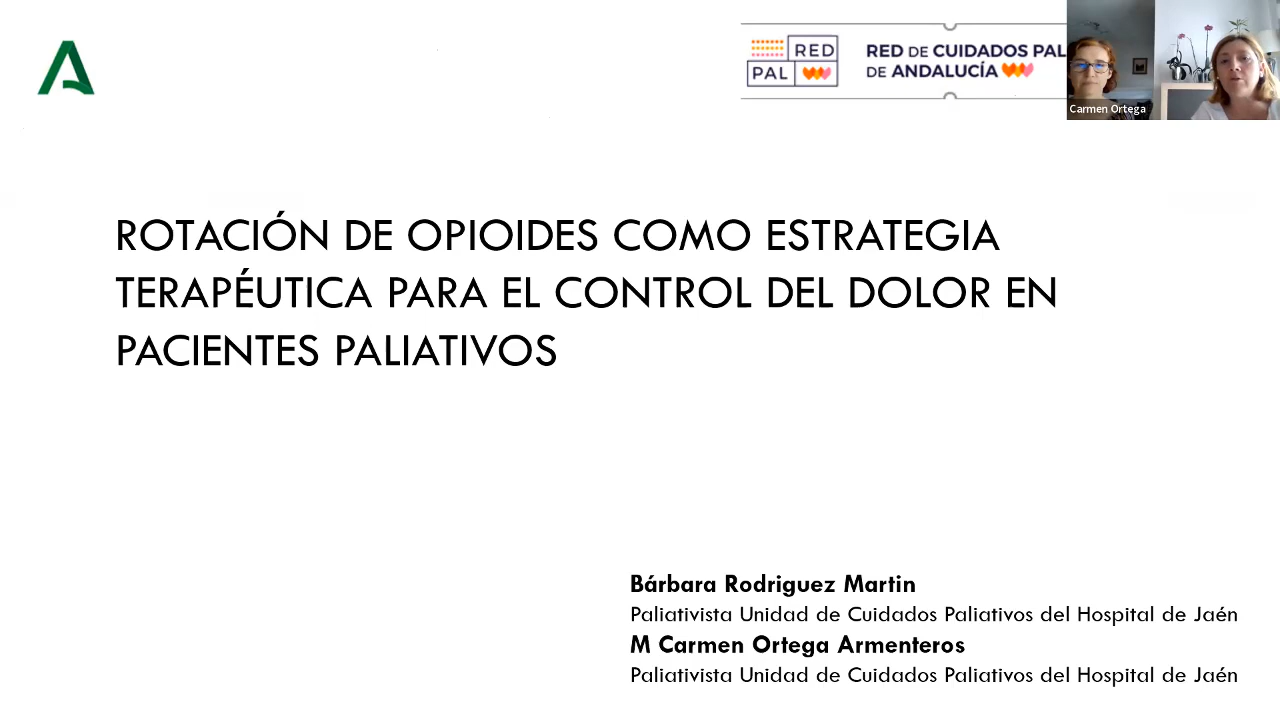 RED
PAL
RED DE CUIDADOS PAL
DE ANDALUCÍA
Carmen Ortega
ROTACIÓN DE OPIOIDES COMO ESTRATEGIA
TERAPÉUTICA PARA EL CONTROL DEL DOLOR EN
PACIENTES PALIATIVOS
Bárbara Rodriguez Martin
Paliativista Unidad de Cuidados Paliativos del Hospital de Jaén
M Carmen Ortega Armenteros
Paliativista Unidad de Cuidados Paliativos del Hospital de Jaén